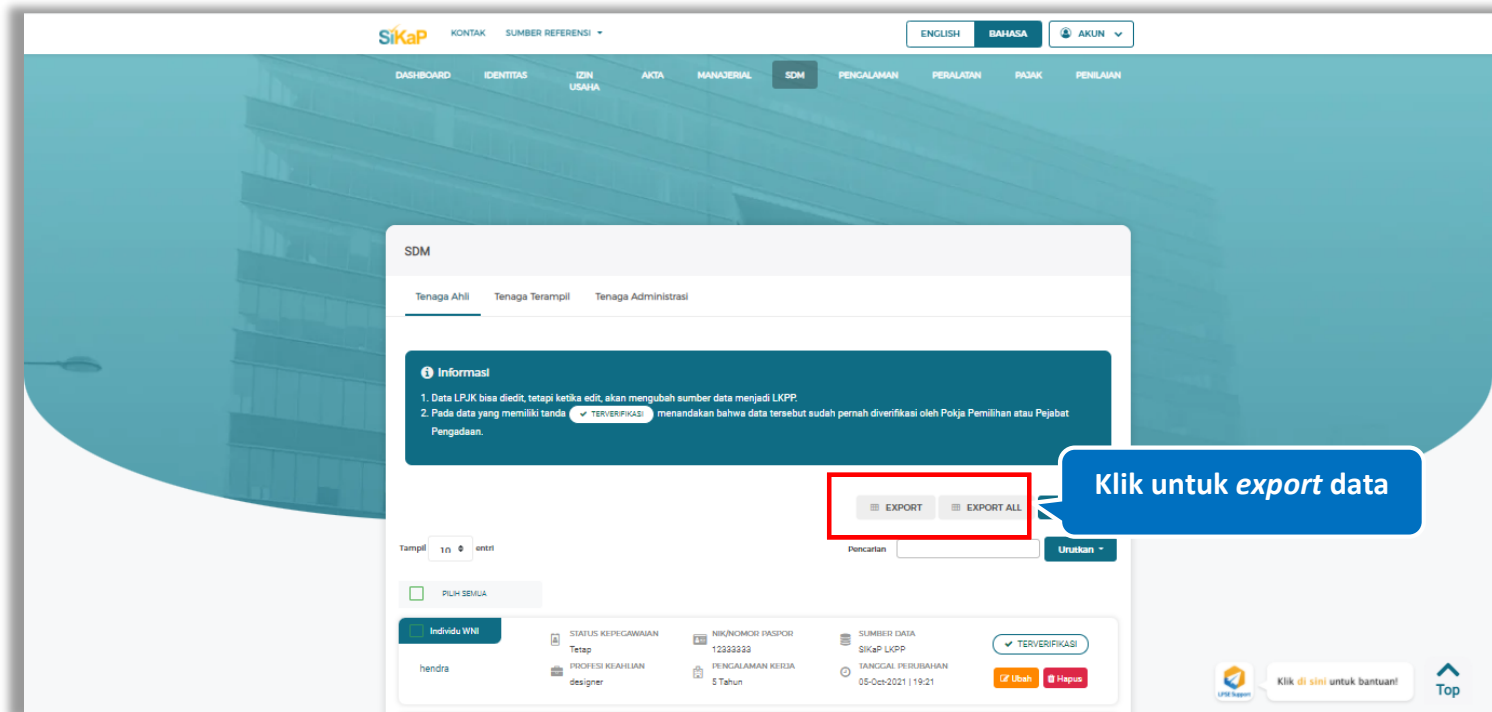 SiKaP KONTAK SUMBER REFERENSI ENGLISH BAHASA AKUN
DASHBOARD IDENTITAS IZIN USAHA AKTA MANAJERIAL SDM PENGALAMAN PERALATAN PAJAK PENILAIAN
SDM
Tenaga Ahli Tenaga Terampil Tenaga Administrasi
Informasi
1. Data LPJK bisa diedit, tetapi ketika edit, akan mengubah sumber data menjadi LKPP.
2. Pada data yang memiliki tanda TERVERIFIKASI menandakan bahwa data tersebut sudah pernah diverifikasi oleh Pokja Pemilihan atau Pejabat
Pengadaan.
Klik untuk export data
EXPORT EXPORT ALL
Tampil 10 entri Pencarian Urutkan
PILIH SEMUA
Individu WNI STATUS KEPEGAWAIAN NIK/NOMOR PASPOR SUMBER DATA
Tetap 12333333 SIKaP LKPP TERVERIFIKASI
hendra PROFESI KEAHLIAN PENGALAMAN KERJA TANGGAL PERUBAHAN
designer 5 Tahun 05-Oct-2021 | 19:21 Ubah Hapus
LPSE Support Klik di sini untuk bantuan! Top